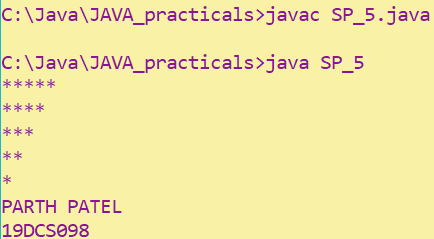 C:\Java\JAVA_practicals>javac SP_5.java
C:\Java\JAVA_practicals>java SP_5
*****
****
***
**
*
PARTH PATEL
19DCS098